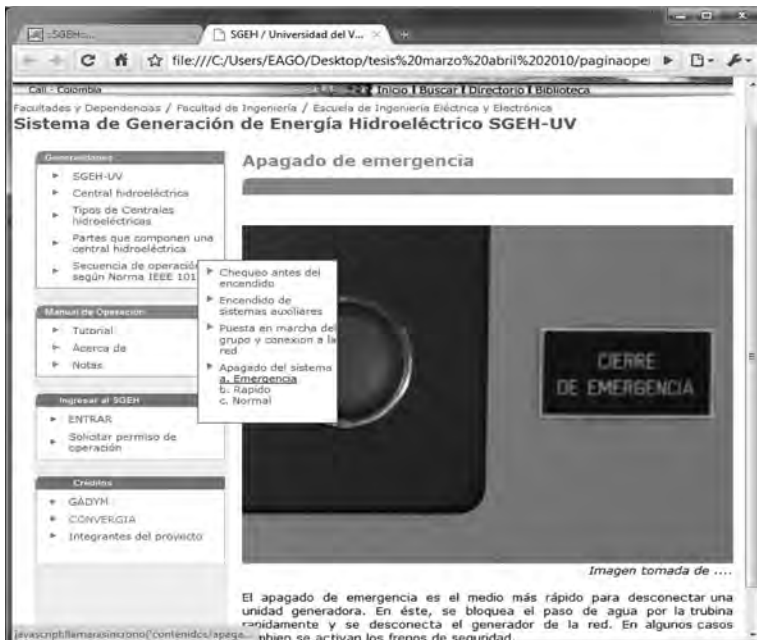 ::SGEH::...
SGEH / Universidad del V...
file:///C:/Users/EAGO/Desktop/tesis%20marzo%20abril%202010/paginaope
Cali - Colombia
Inicio | Buscar | Directorio | Biblioteca
Facultades y Dependencias / Facultad de Ingeniería / Escuela de Ingeniería Eléctrica y Electrónica
Sistema de Generación de Energía Hidroeléctrico SGEH-UV
Generalidades
SGEH-UV
Central hidroeléctrica
Tipos de Centrales
hidroeléctricas
Partes que componen una
central hidroeléctrica
Secuencia de operación
según Norma IEEE 101
Manual de Operación
Tutorial
Acerca de
Notas
Ingresar al SGEH
ENTRAR
Solicitar permiso de
operación
Créditos
GADYM
CONVERGIA
Integrantes del proyecto
Chequeo antes del
encendido
Encendido de
sistemas auxiliares
Puesta en marcha del
grupo y conexion a la
red
Apagado del sistema
a. Emergencia
b. Rapido
c. Normal
Apagado de emergencia
CIERRE
DE EMERGENCIA
Imagen tomada de ....
El apagado de emergencia es el medio más rápido para desconectar una
unidad generadora. En éste, se bloquea el paso de agua por la trubina
rapidamente y se desconecta el generador de la red. En algunos casos
tambien se activan los frenos de seguridad.
javascript:llamarasincrono('contenidos/apaga...